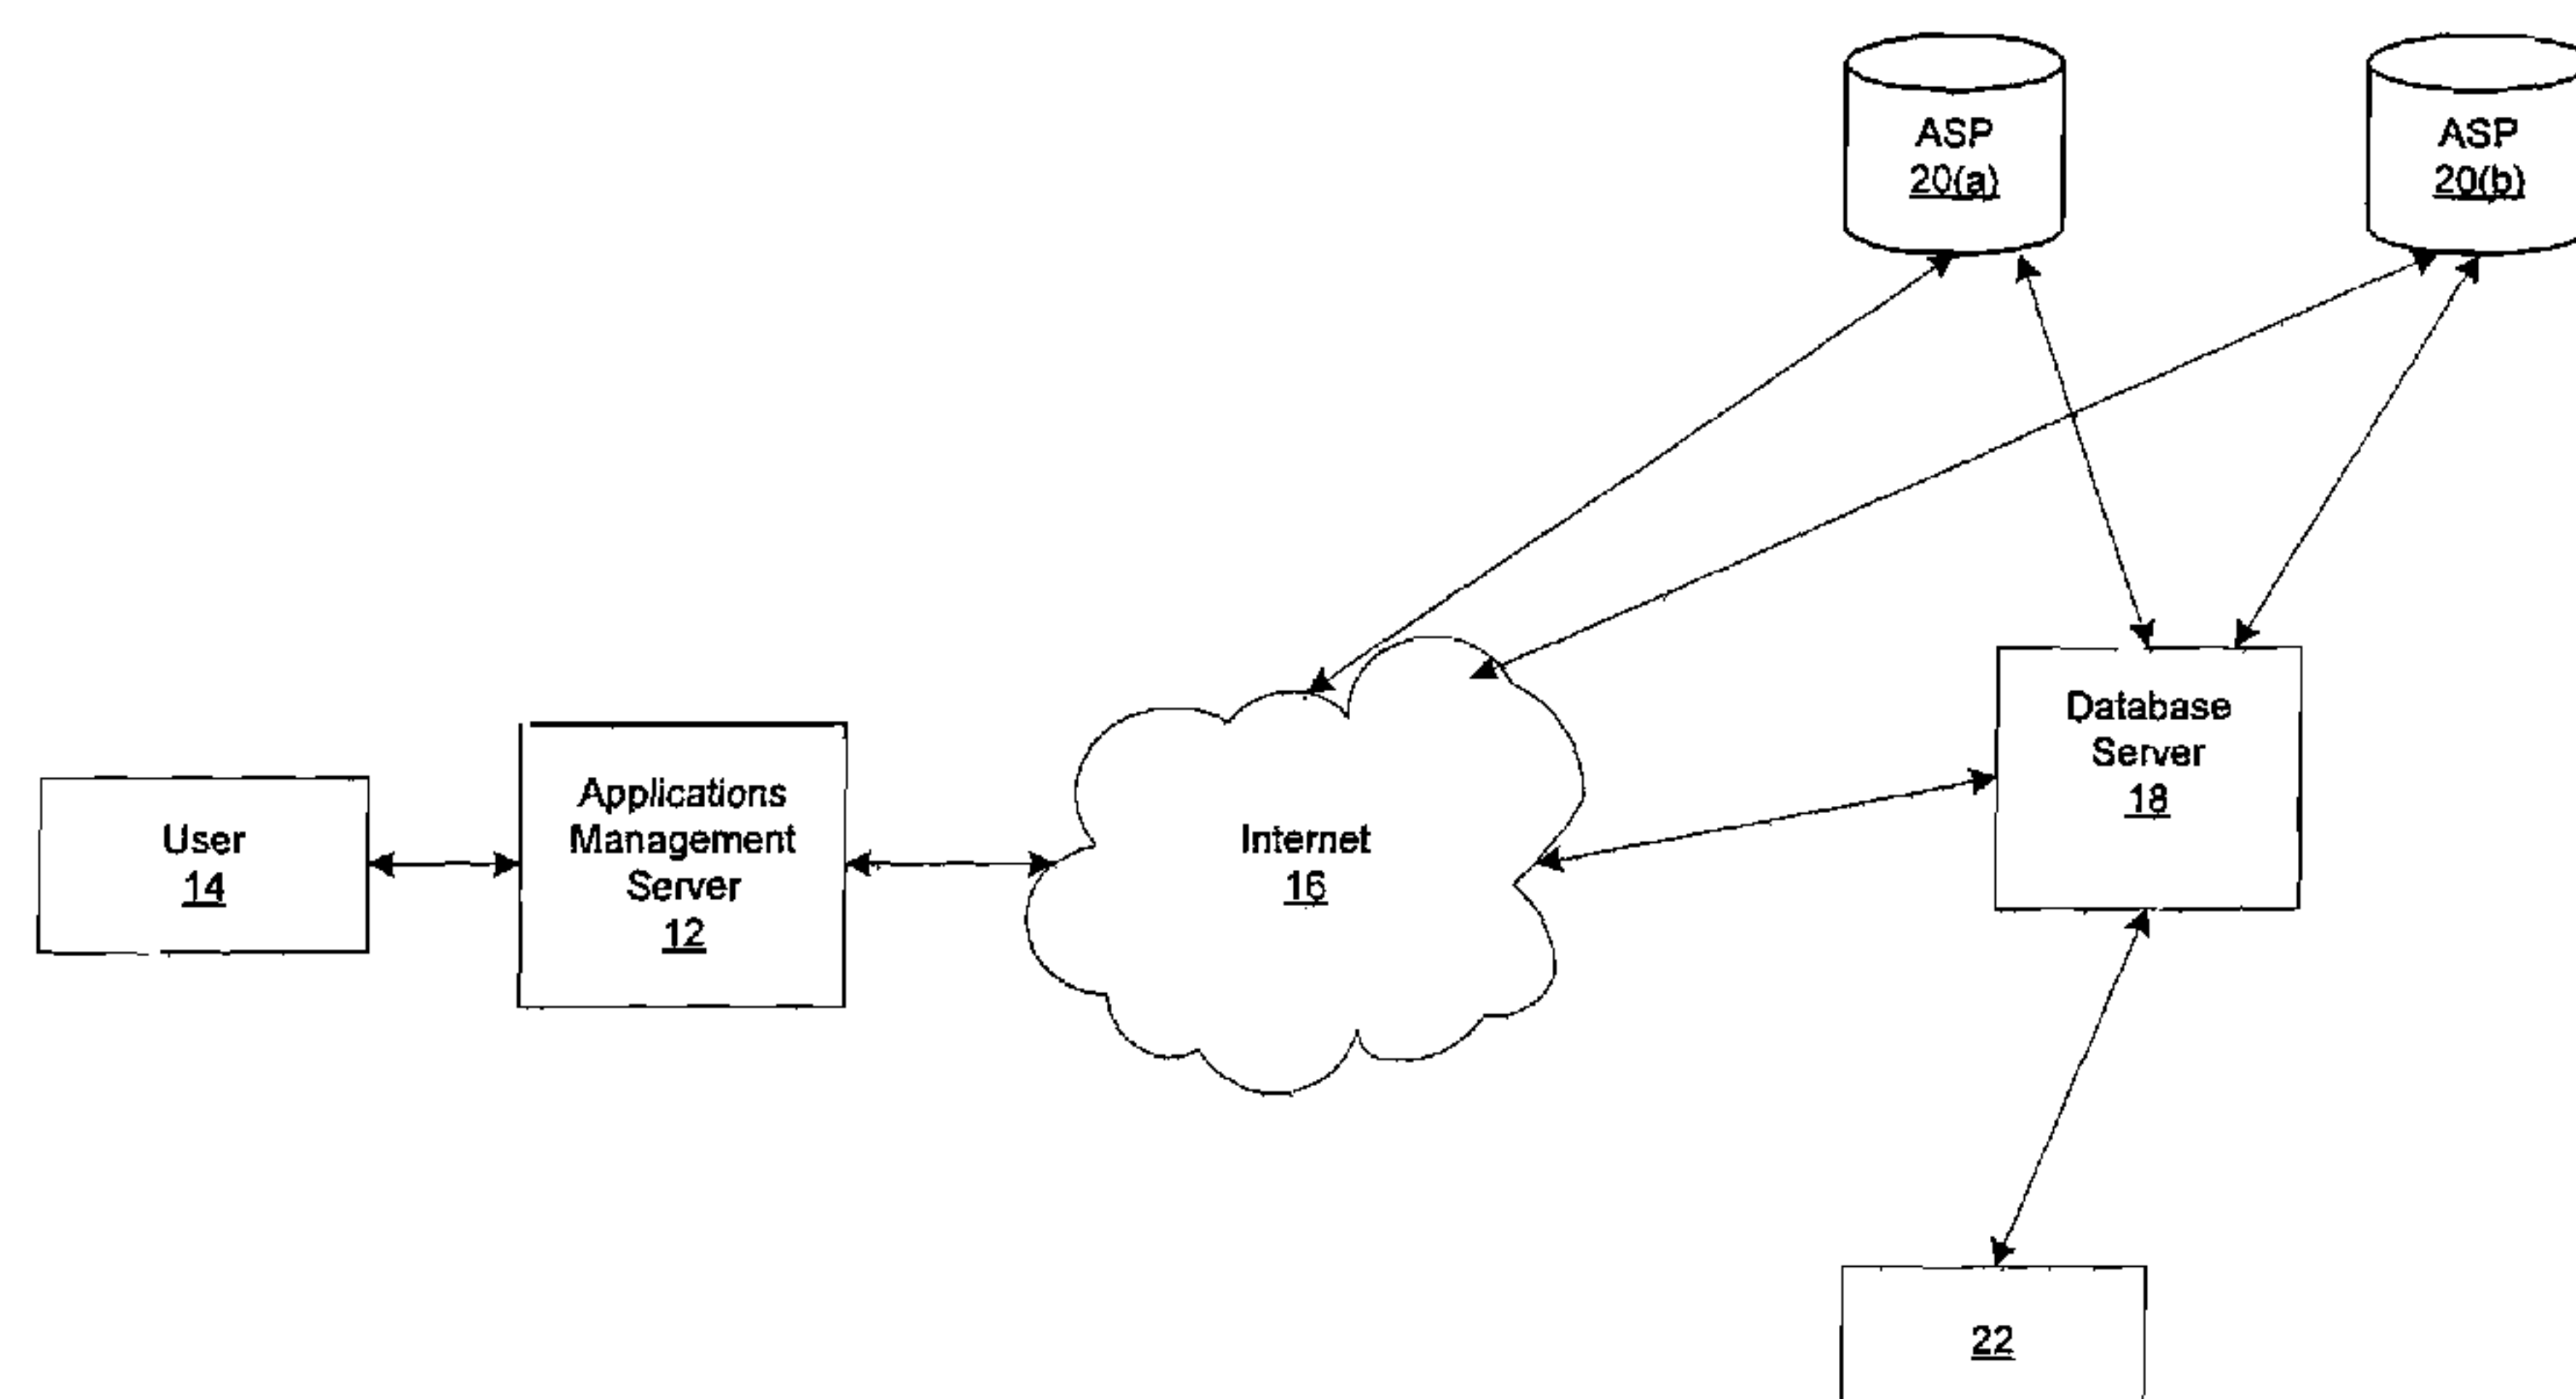 ASP
20(a)
ASP
20(b)
Database
Server
18
Applications
Management
Server
12
User
14
Internet
16
22